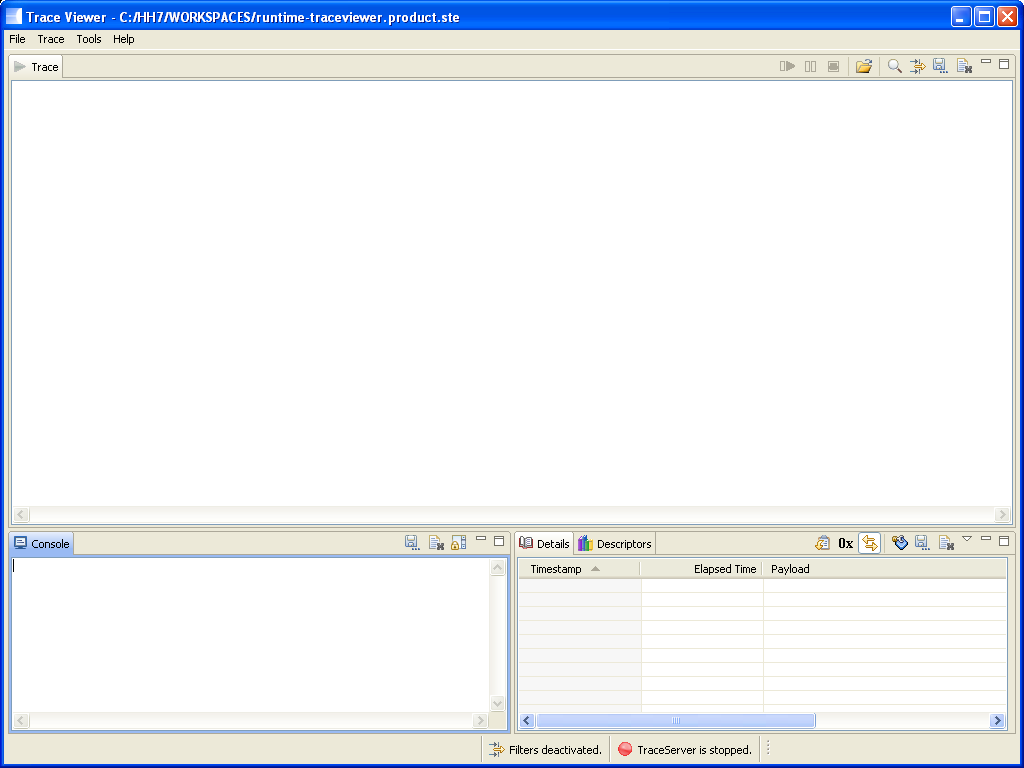 Trace Viewer - C:/HH7/WORKSPACES/runtime-traceviewer.product.ste
File Trace Tools Help
Trace
Console
Details Descriptors 0x
Timestamp Elapsed Time Payload
Filters deactivated. TraceServer is stopped.